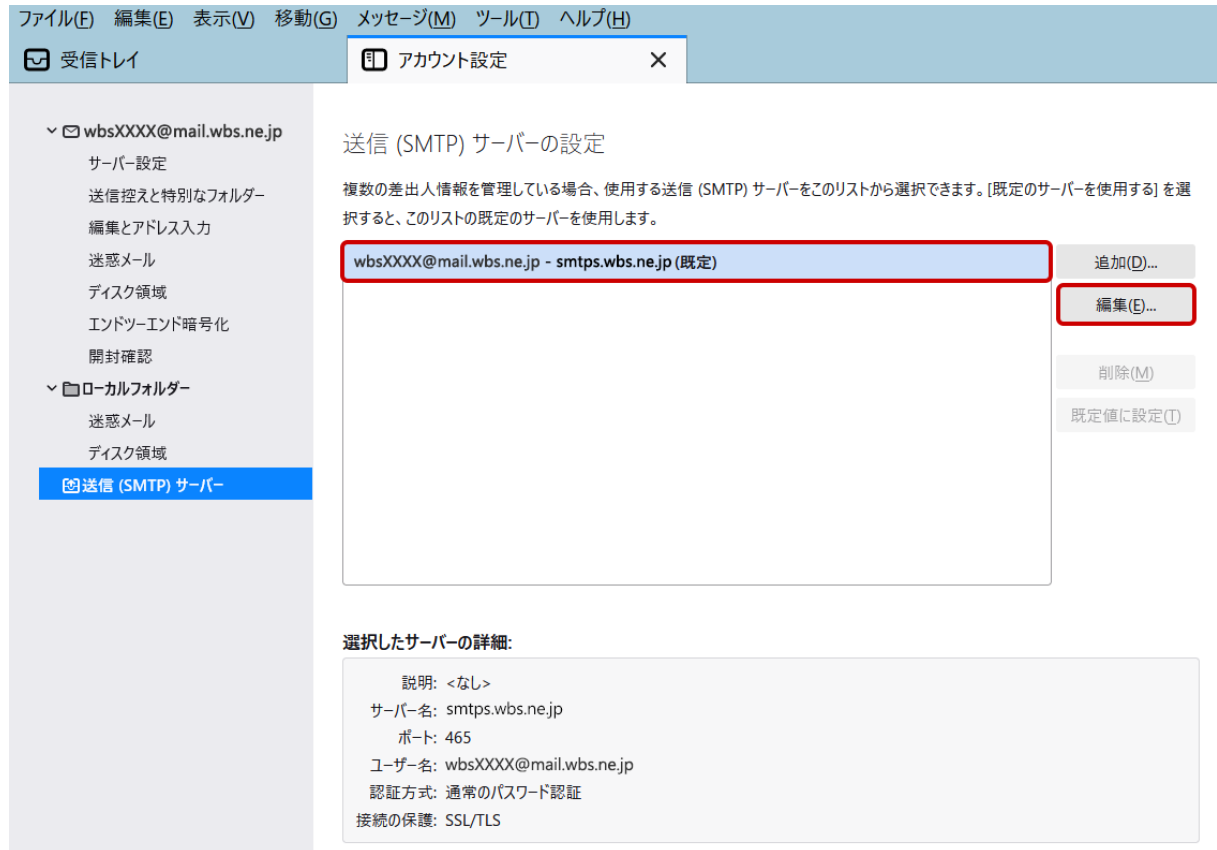 ファイル(F) 編集(E) 表示(V) 移動(G) メッセージ(M) ツール(T) ヘルプ(H)
受信トレイ
アカウント設定
wbsXXXX@mail.wbs.ne.jp
サーバー設定
送信控えと特別なフォルダー
編集とアドレス入力
迷惑メール
ディスク領域
エンドツーエンド暗号化
開封確認
ローカルフォルダー
迷惑メール
ディスク領域
送信 (SMTP) サーバー
送信 (SMTP) サーバーの設定
複数の差出人情報を管理している場合、使用する送信 (SMTP) サーバーをこのリストから選択できます。[既定のサーバーを使用する] を選
択すると、このリストの既定のサーバーを使用します。
wbsXXXX@mail.wbs.ne.jp - smtps.wbs.ne.jp (既定)
追加(D)...
編集(E)...
削除(M)
既定値に設定(T)
選択したサーバーの詳細:
説明: <なし>
サーバー名: smtps.wbs.ne.jp
ポート: 465
ユーザー名: wbsXXXX@mail.wbs.ne.jp
認証方式: 通常のパスワード認証
接続の保護: SSL/TLS